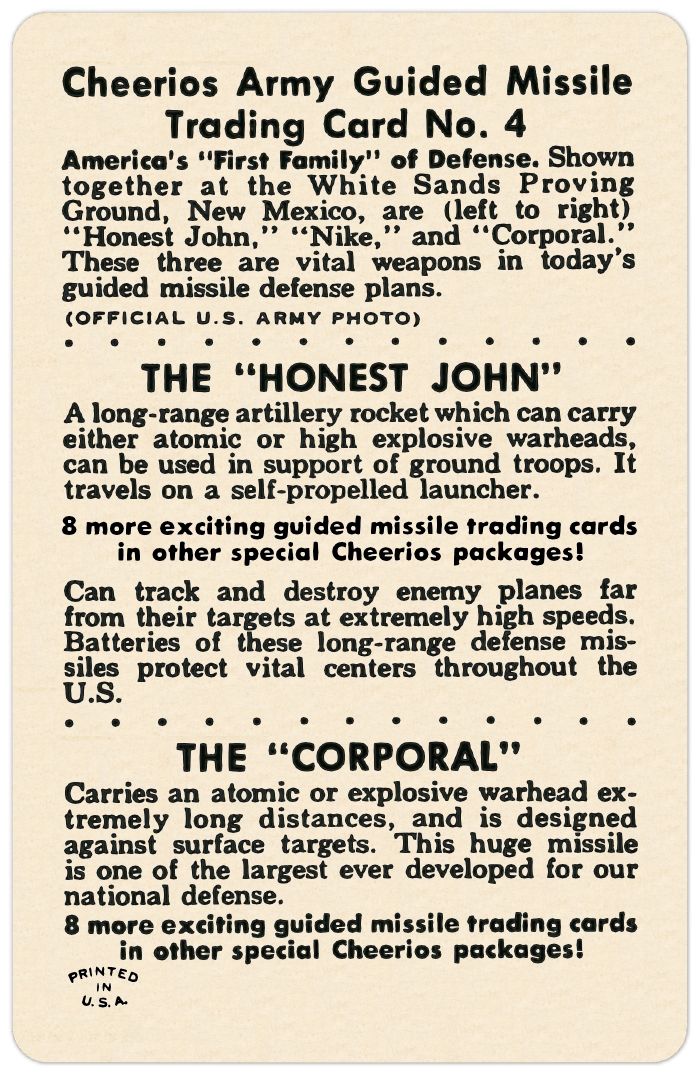 Cheerios Army Guided Missile
Trading Card No. 4
America's "First Family" of Defense. Shown
together at the White Sands Proving
Ground, New Mexico, are (left to right)
"Honest John," "Nike," and "Corporal."
These three are vital weapons in today's
guided missile defense plans.
(OFFICIAL U.S. ARMY PHOTO)
THE "HONEST JOHN"
A long-range artillery rocket which can carry
either atomic or high explosive warheads,
can be used in support of ground troops. It
travels on a self-propelled launcher.
8 more exciting guided missile trading cards
in other special Cheerios packages!
Can track and destroy enemy planes far
from their targets at extremely high speeds.
Batteries of these long-range defense mis-
siles protect vital centers throughout the
U.S.
THE "CORPORAL"
Carries an atomic or explosive warhead ex-
tremely long distances, and is designed
against surface targets. This huge missile
is one of the largest ever developed for our
national defense.
8 more exciting guided missile trading cards
in other special Cheerios packages!
PRINTED
IN
U.S.A.